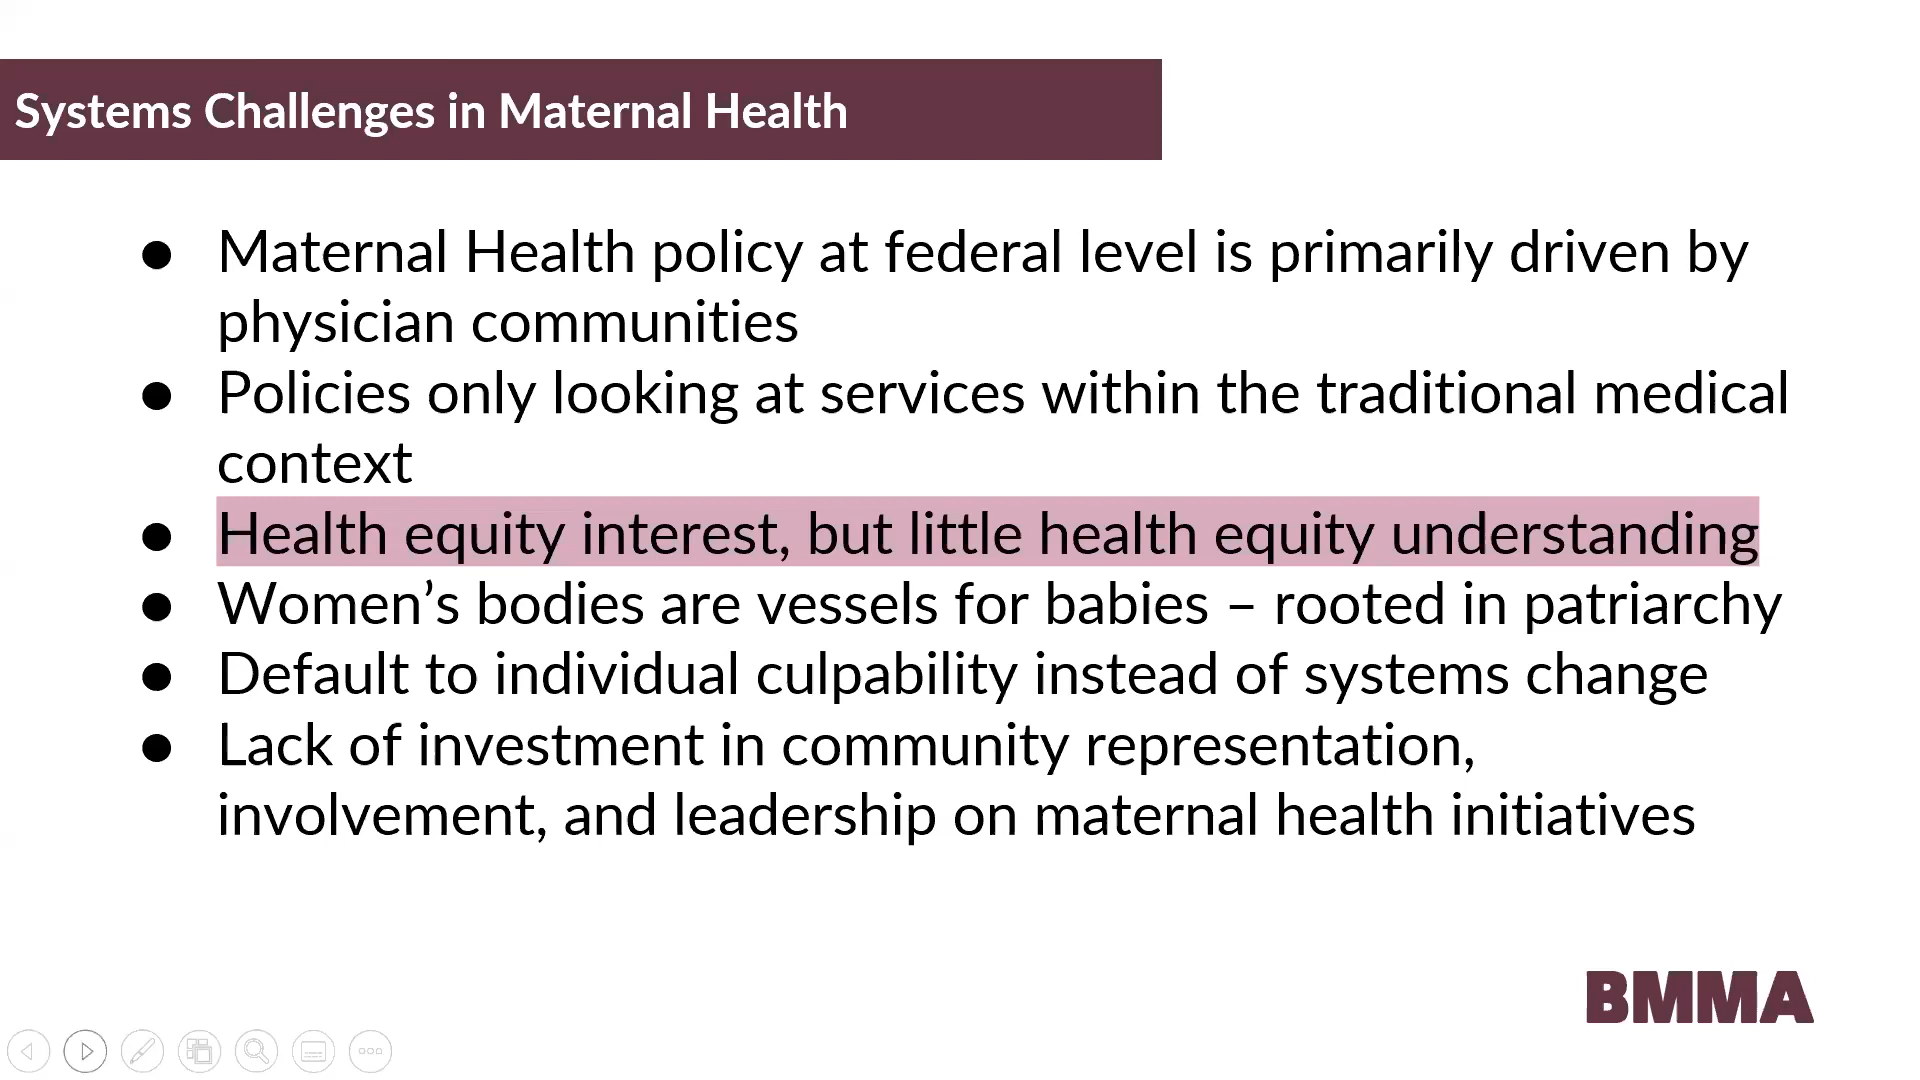 Systems Challenges in Maternal Health
● Maternal Health policy at federal level is primarily driven by
physician communities
● Policies only looking at services within the traditional medical
context
● Health equity interest, but little health equity understanding
● Women’s bodies are vessels for babies – rooted in patriarchy
● Default to individual culpability instead of systems change
● Lack of investment in community representation,
involvement, and leadership on maternal health initiatives
BMMA